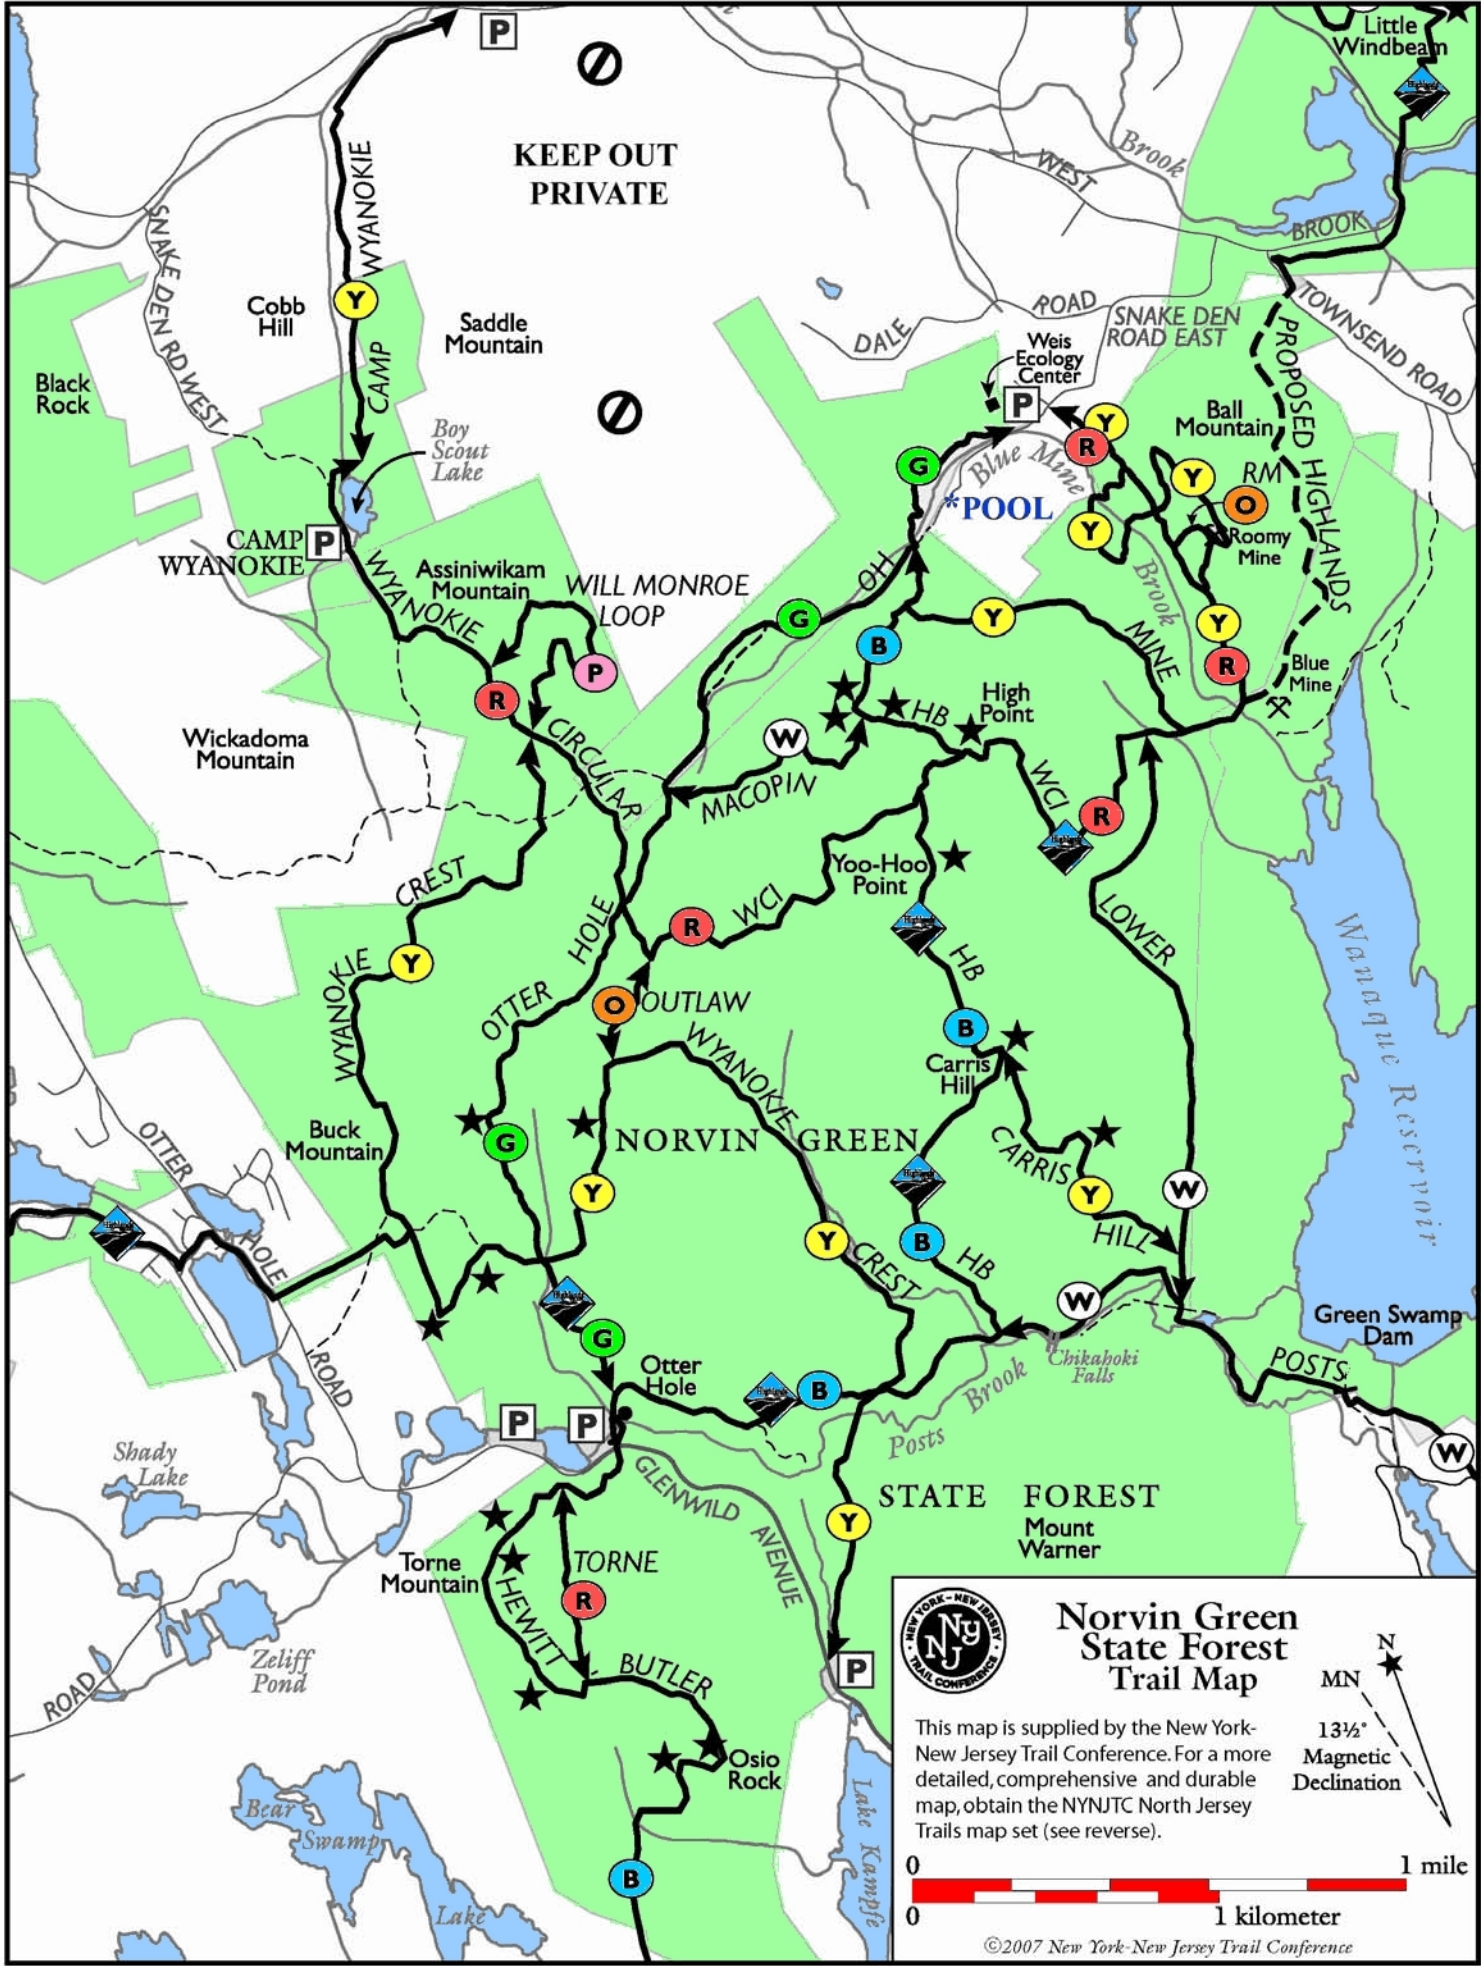 P
KEEP OUT
PRIVATE
Little
Windbeam
Highlands
Brook
WEST
BROOK
WYANOKIE
Y
CAMP
SNAKE DEN RD WEST
Cobb
Hill
Saddle
Mountain
Black
Rock
Boy
Scout
Lake
DALE
ROAD
SNAKE DEN
ROAD EAST
TOWNSEND ROAD
PROPOSED HIGHLANDS
Weis
Ecology
Center
P
Ball
Mountain
Y
R
G
Blue Mine
Brook
*POOL
Y
RM
O
Roomy
Mine
Y
CAMP
WYANOKIE
P
WYANOKIE
Assiniwikam
Mountain
WILL MONROE
LOOP
P
R
OH
G
B
Y
MINE
Y
R
Blue
Mine
CIRCULAR
Wickadoma
Mountain
W
MACOPIN
HB
High
Point
WCI
Highlands
R
Yoo-Hoo
Point
CREST
R
WCI
Highlands
HB
LOWER
Wanaque Reservoir
Y
WYANOKIE
HOLE
OTTER
O
OUTLAW
WYANOKIE
B
Carris
Hill
Buck
Mountain
G
NORVIN GREEN
Y
CARRIS
Y
HILL
W
Highlands
B
HB
Y
CREST
OTTER
HOLE
ROAD
Highlands
Highlands
G
Otter
Hole
Highlands
B
W
Chikahoki
Falls
Green Swamp
Dam
POSTS
W
Posts
Brook
P
P
Shady
Lake
GLENWILD
AVENUE
STATE FOREST
Mount
Warner
Y
Torne
Mountain
TORNE
R
HEWITT
BUTLER
Zeliff
Pond
ROAD
P
Osio
Rock
Bear
Swamp
Lake
B
Lake Kampfe
NEW YORK - NEW JERSEY
NY
NJ
TRAIL CONFERENCE
Norvin Green
State Forest
Trail Map
N
MN
13½°
Magnetic
Declination
This map is supplied by the New York-
New Jersey Trail Conference. For a more
detailed, comprehensive and durable
map, obtain the NYNJTC North Jersey
Trails map set (see reverse).
0
1 mile
0
1 kilometer
©2007 New York-New Jersey Trail Conference